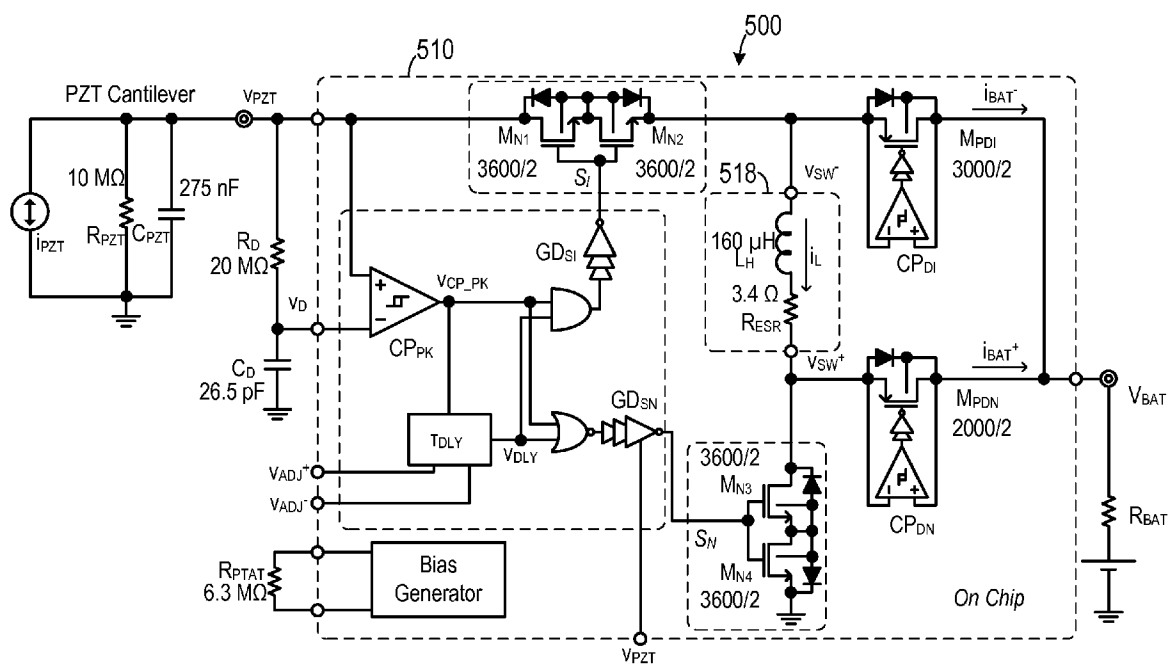 500
510
PZT Cantilever
vPZT
iBAT-
MN1
MN2
3600/2
3600/2
SI
MPDI
3000/2
518
vSW-
10 MΩ
RPZT
275 nF
CPZT
iPZT
RD
20 MΩ
GDSI
160 µH
LH
iL
3.4 Ω
RESR
CPDI
+
-
VCP_PK
vD
+
-
CPPK
vSW+
iBAT+
CD
26.5 pF
GDSN
MPDN
2000/2
VBAT
τDLY
VDLY
3600/2
MN3
VADJ+
VADJ-
- +
CPDN
RBAT
SN
MN4
3600/2
RPTAT
6.3 MΩ
Bias
Generator
On Chip
VPZT